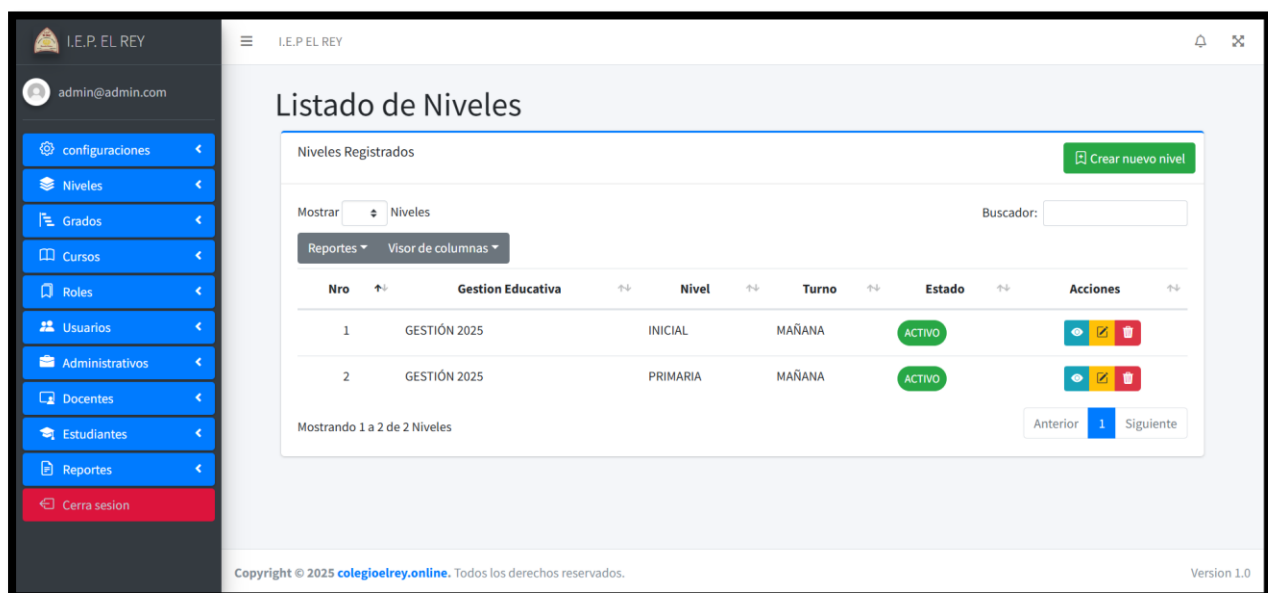 I.E.P. EL REY
I.E.P EL REY
admin@admin.com
configuraciones
Niveles
Grados
Cursos
Roles
Usuarios
Administrativos
Docentes
Estudiantes
Reportes
Cerra sesion
Listado de Niveles
Niveles Registrados
Crear nuevo nivel
Mostrar Niveles
Buscador:
Reportes Visor de columnas
Nro Gestion Educativa Nivel Turno Estado Acciones
1 GESTIÓN 2025 INICIAL MAÑANA ACTIVO
2 GESTIÓN 2025 PRIMARIA MAÑANA ACTIVO
Mostrando 1 a 2 de 2 Niveles
Anterior 1 Siguiente
Copyright © 2025 colegioelrey.online. Todos los derechos reservados.
Version 1.0